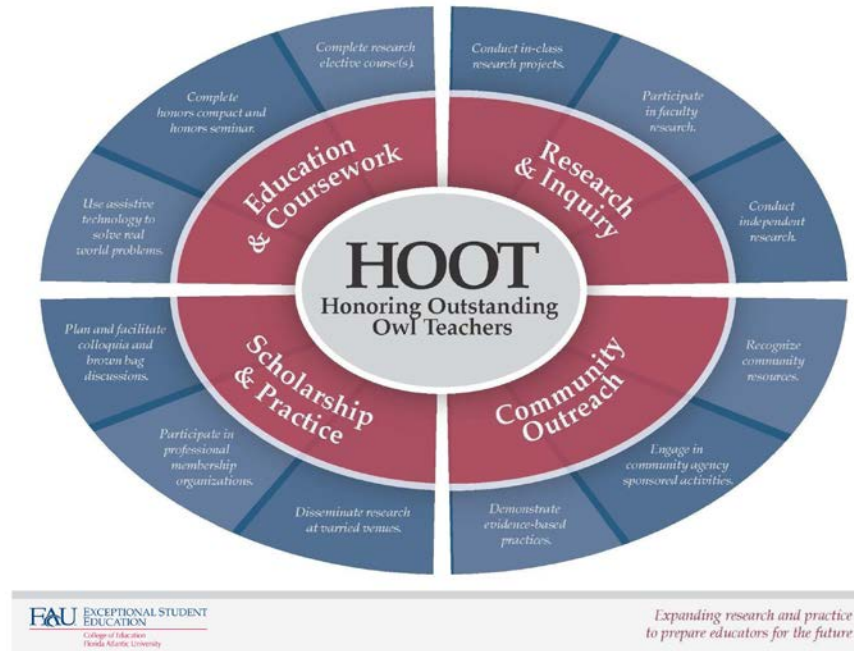 Complete research
elective course(s).
Complete
honors compact and
honors seminar.
Use assistive
technology to
solve real
world problems.
Education
& Coursework
Conduct in-class
research projects.
Participate
in faculty
research.
Conduct
independent
research.
Research
& Inquiry
HOOT
Honoring Outstanding
Owl Teachers
Plan and facilitate
colloquia and
brown bag
discussions.
Participate in
professional
membership
organizations.
Disseminate research
at varried venues.
Scholarship
& Practice
Recognize
community
resources.
Engage in
community agency
sponsored activities.
Demonstrate
evidence-based
practices.
Community
Outreach
FAU EXCEPTIONAL STUDENT
EDUCATION
College of Education
Florida Atlantic University
Expanding research and practice
to prepare educators for the future